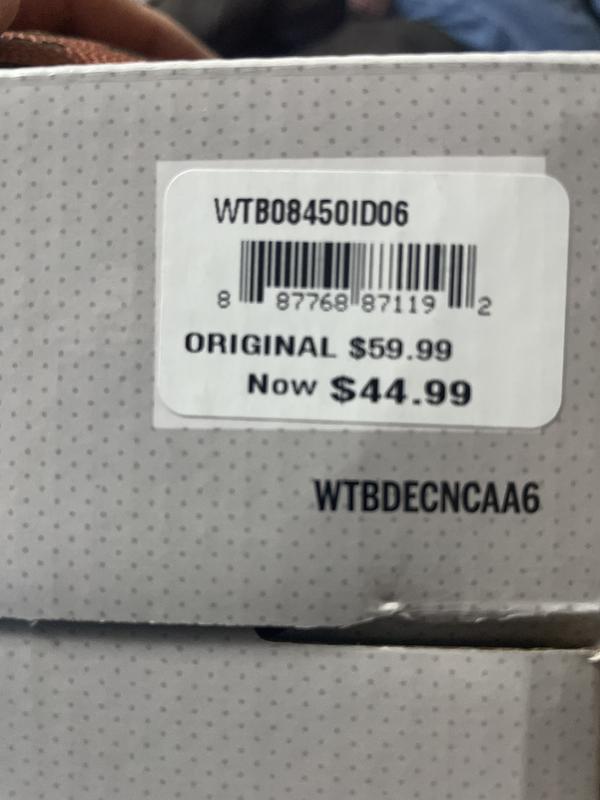 WTB08450ID06
8 87768 87119 2
ORIGINAL $59.99
Now $44.99
WTBDECNCAA6